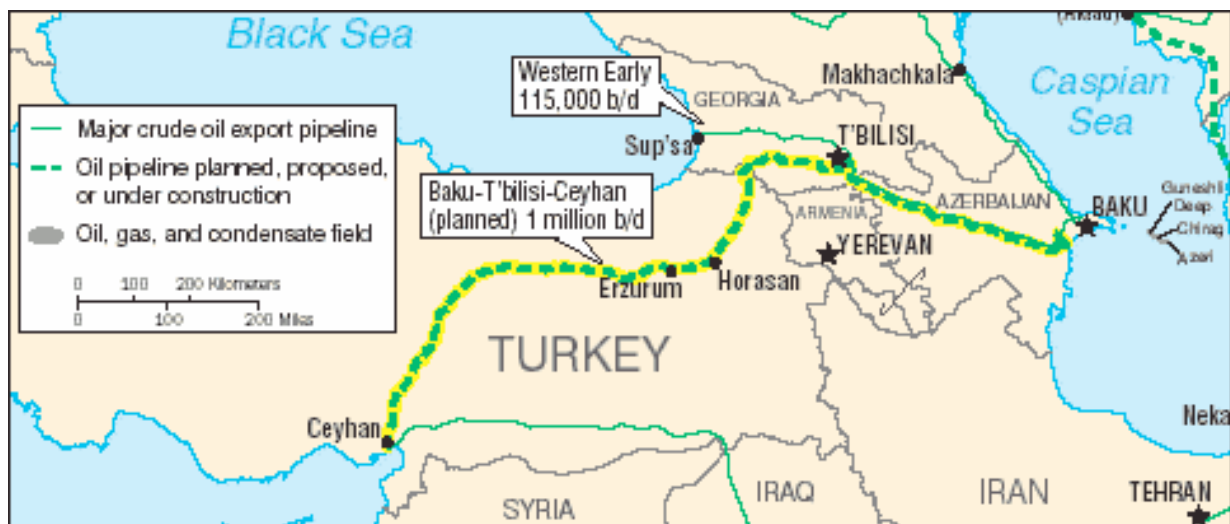 Black Sea
(Aktau)
Caspian
Sea
Western Early
115,000 b/d
Makhachkala
GEORGIA
Major crude oil export pipeline
Oil pipeline planned, proposed,
or under construction
Oil, gas, and condensate field
0 100 200 Kilometers
0 100 200 Miles
Sup'sa
T'BILISI
Baku-T'bilisi-Ceyhan
(planned) 1 million b/d
ARMENIA
AZERBAIJAN
BAKU
Guneshli
Deep
Chirag
Azeri
YEREVAN
Erzurum
Horasan
TURKEY
Ceyhan
Neka
SYRIA
IRAQ
IRAN
TEHRAN